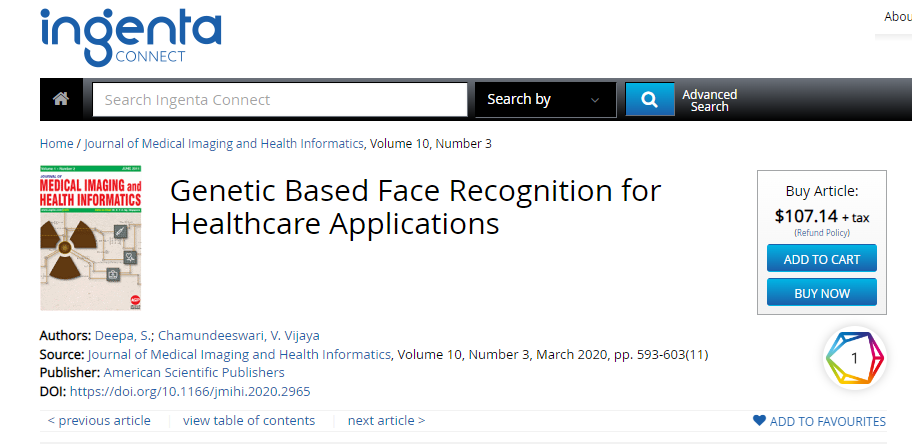 ingenta
CONNECT
Abou
Search Ingenta Connect
Search by
Advanced
Search
Home / Journal of Medical Imaging and Health Informatics, Volume 10, Number 3
JOURNAL OF
MEDICAL IMAGING and
HEALTH INFORMATICS
Genetic Based Face Recognition for
Healthcare Applications
Buy Article:
$107.14 + tax
(Refund Policy)
ADD TO CART
BUY NOW
Authors: Deepa, S.; Chamundeeswari, V. Vijaya
Source: Journal of Medical Imaging and Health Informatics, Volume 10, Number 3, March 2020, pp. 593-603(11)
Publisher: American Scientific Publishers
DOI: https://doi.org/10.1166/jmihi.2020.2965
1
< previous article
view table of contents
next article >
ADD TO FAVOURITES